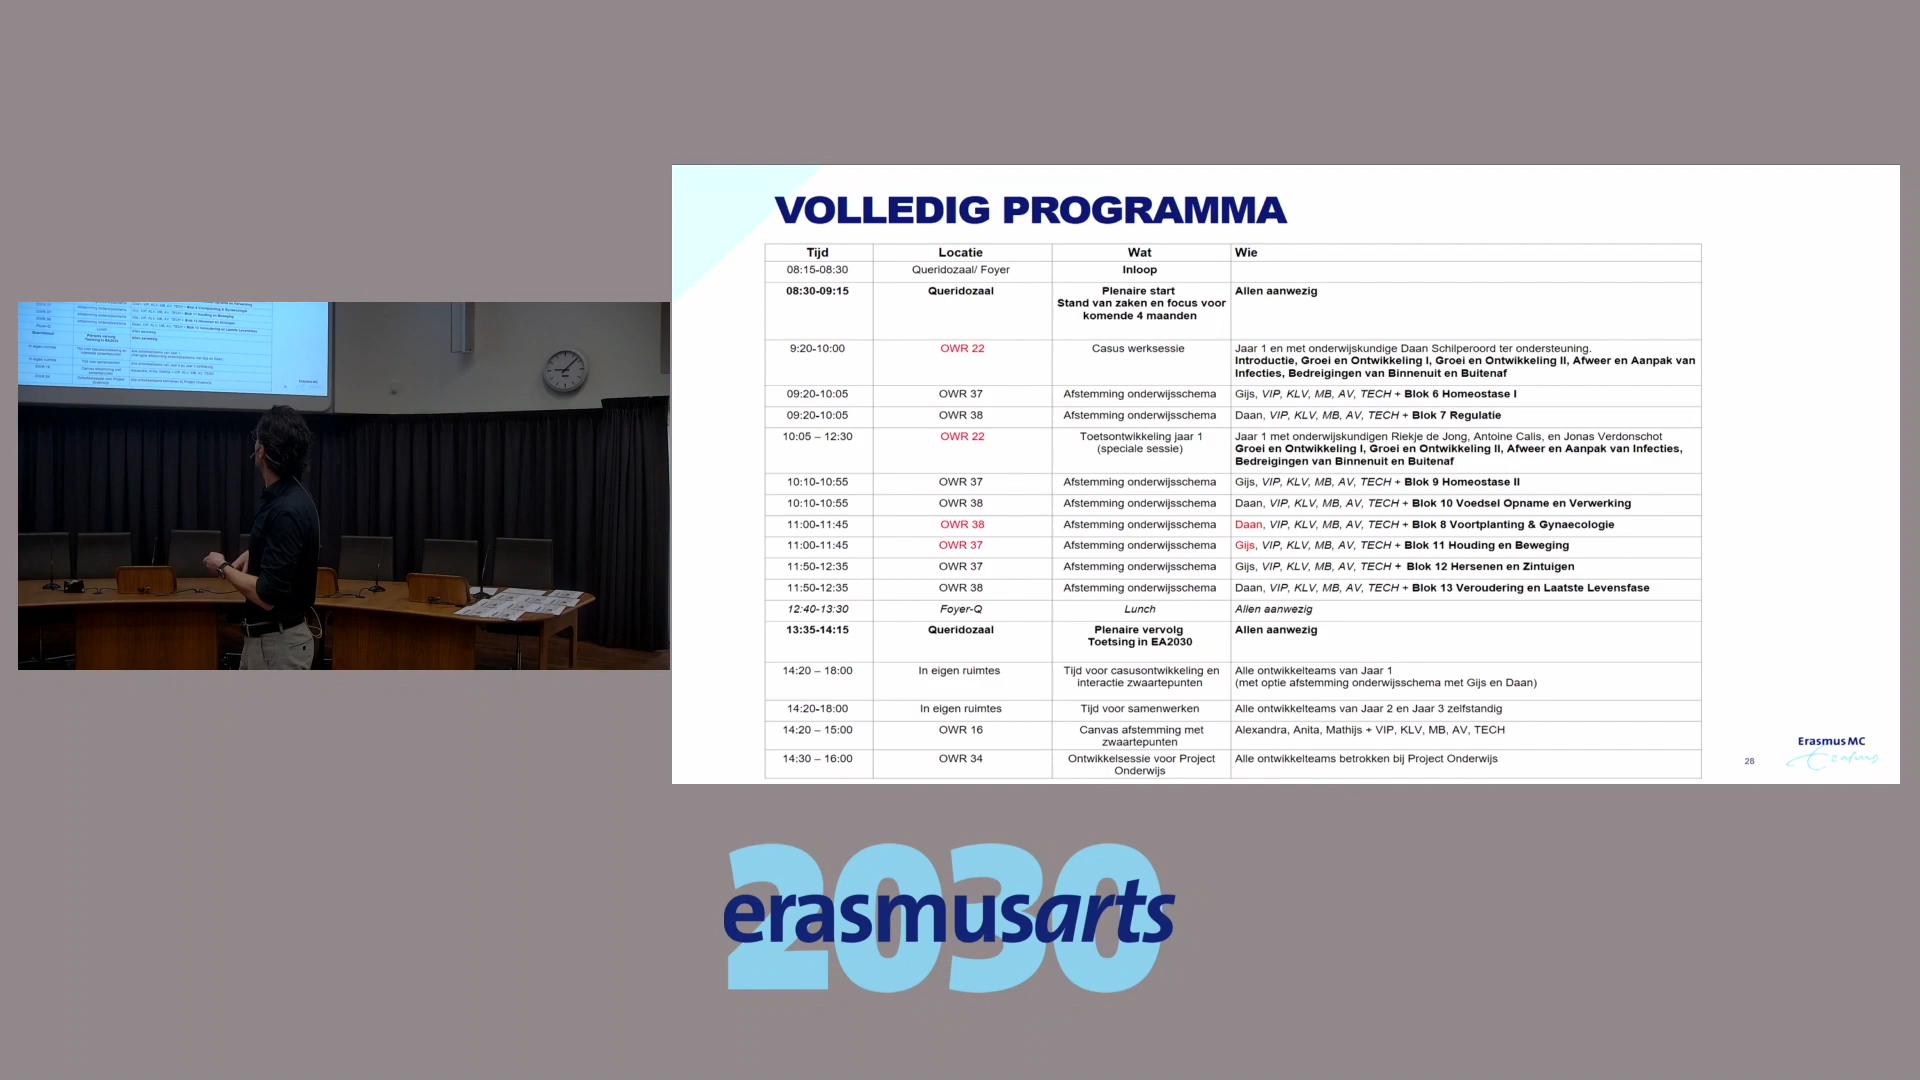 VOLLEDIG PROGRAMMA
Tijd Locatie Wat Wie
08:15-08:30 Queridozaal/ Foyer Inloop
08:30-09:15 Queridozaal Plenaire start Allen aanwezig
Stand van zaken en focus voor
komende 4 maanden
9:20-10:00 OWR 22 Casus werksessie Jaar 1 en met onderwijskundige Daan Schilperoord ter ondersteuning.
Introductie, Groei en Ontwikkeling I, Groei en Ontwikkeling II, Afweer en Aanpak van
Infecties, Bedreigingen van Binnenuit en Buitenaf
09:20-10:05 OWR 37 Afstemming onderwijsschema Gijs, VIP, KLV, MB, AV, TECH + Blok 6 Homeostase I
09:20-10:05 OWR 38 Afstemming onderwijsschema Daan, VIP, KLV, MB, AV, TECH + Blok 7 Regulatie
10:05 – 12:30 OWR 22 Toetsontwikkeling jaar 1 Jaar 1 met onderwijskundigen Riekje de Jong, Antoine Calis, en Jonas Verdonschot
(speciale sessie) Groei en Ontwikkeling I, Groei en Ontwikkeling II, Afweer en Aanpak van Infecties,
Bedreigingen van Binnenuit en Buitenaf
10:10-10:55 OWR 37 Afstemming onderwijsschema Gijs, VIP, KLV, MB, AV, TECH + Blok 9 Homeostase II
10:10-10:55 OWR 38 Afstemming onderwijsschema Daan, VIP, KLV, MB, AV, TECH + Blok 10 Voedsel Opname en Verwerking
11:00-11:45 OWR 38 Afstemming onderwijsschema Daan, VIP, KLV, MB, AV, TECH + Blok 8 Voortplanting & Gynaecologie
11:00-11:45 OWR 37 Afstemming onderwijsschema Gijs, VIP, KLV, MB, AV, TECH + Blok 11 Houding en Beweging
11:50-12:35 OWR 37 Afstemming onderwijsschema Gijs, VIP, KLV, MB, AV, TECH + Blok 12 Hersenen en Zintuigen
11:50-12:35 OWR 38 Afstemming onderwijsschema Daan, VIP, KLV, MB, AV, TECH + Blok 13 Veroudering en Laatste Levensfase
12:40-13:30 Foyer-Q Lunch Allen aanwezig
13:35-14:15 Queridozaal Plenaire vervolg Allen aanwezig
Toetsing in EA2030
14:20 – 18:00 In eigen ruimtes Tijd voor casusontwikkeling en Alle ontwikkelteams van Jaar 1
interactie zwaartepunten (met optie afstemming onderwijsschema met Gijs en Daan)
14:20-18:00 In eigen ruimtes Tijd voor samenwerken Alle ontwikkelteams van Jaar 2 en Jaar 3 zelfstandig
14:20 – 15:00 OWR 16 Canvas afstemming met Alexandra, Anita, Mathijs + VIP, KLV, MB, AV, TECH
zwaartepunten
14:30 – 16:00 OWR 34 Ontwikkelsessie voor Project Alle ontwikkelteams betrokken bij Project Onderwijs
Onderwijs
28
Erasmus MC
Erasmus
2030
erasmusarts